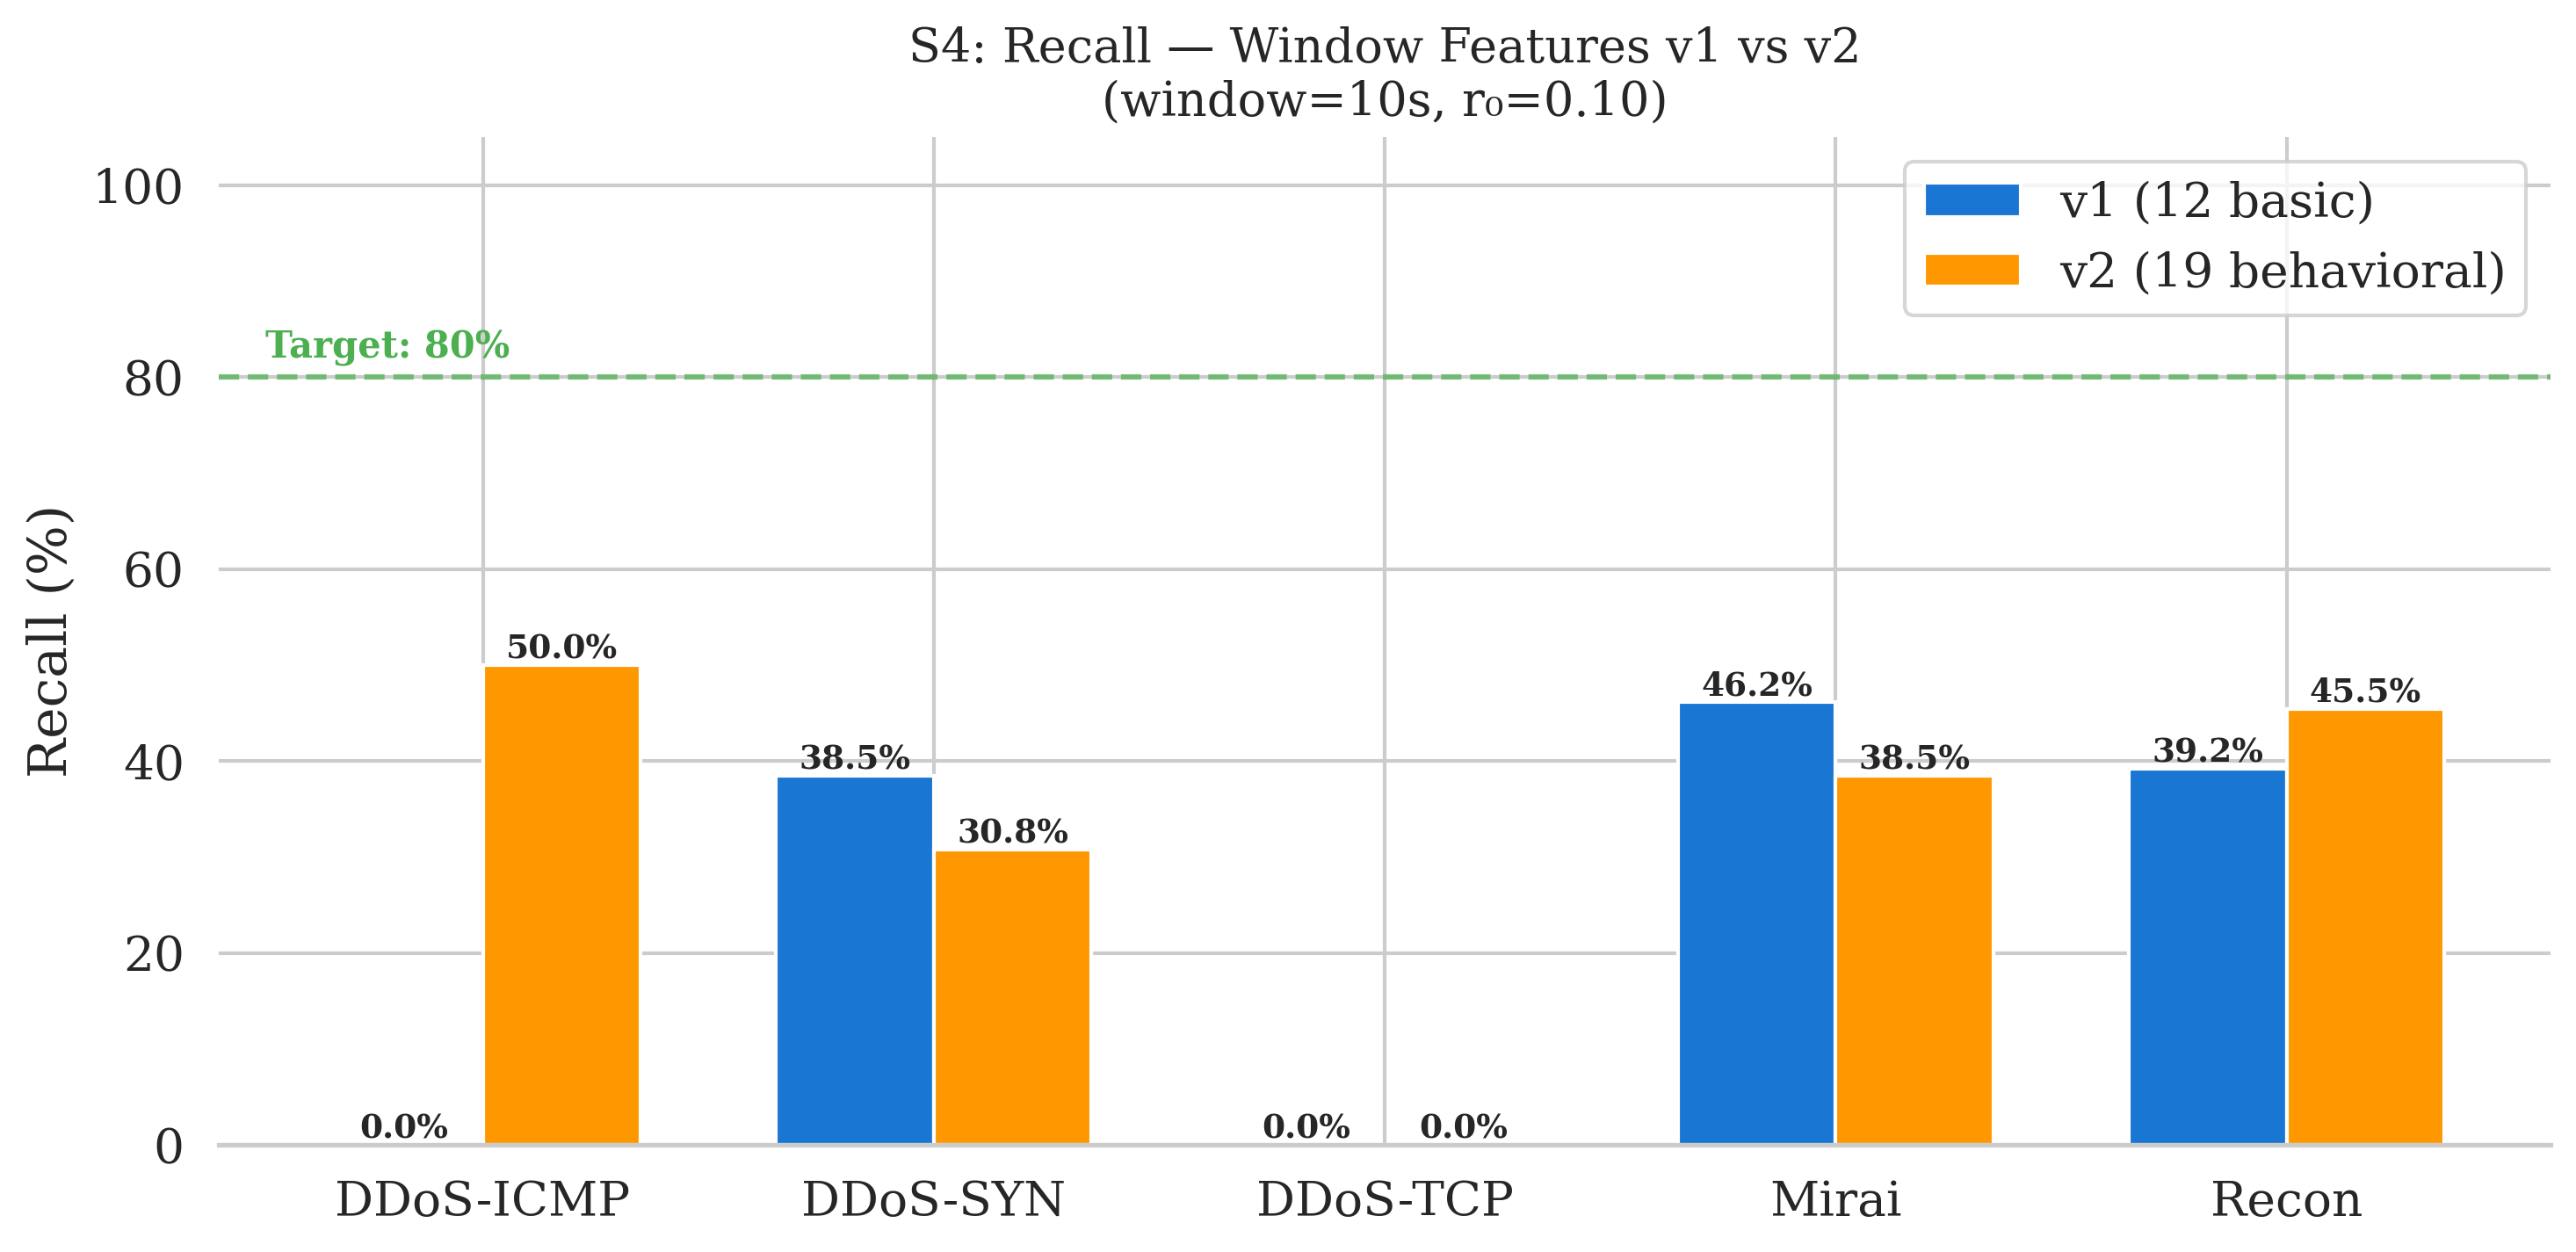 S4: Recall — Window Features v1 vs v2
(window=10s, r₀=0.10)
Recall (%)
100
80
60
40
20
0
v1 (12 basic)
v2 (19 behavioral)
Target: 80%
0.0%
50.0%
38.5%
30.8%
0.0%
0.0%
46.2%
38.5%
39.2%
45.5%
DDoS-ICMP
DDoS-SYN
DDoS-TCP
Mirai
Recon